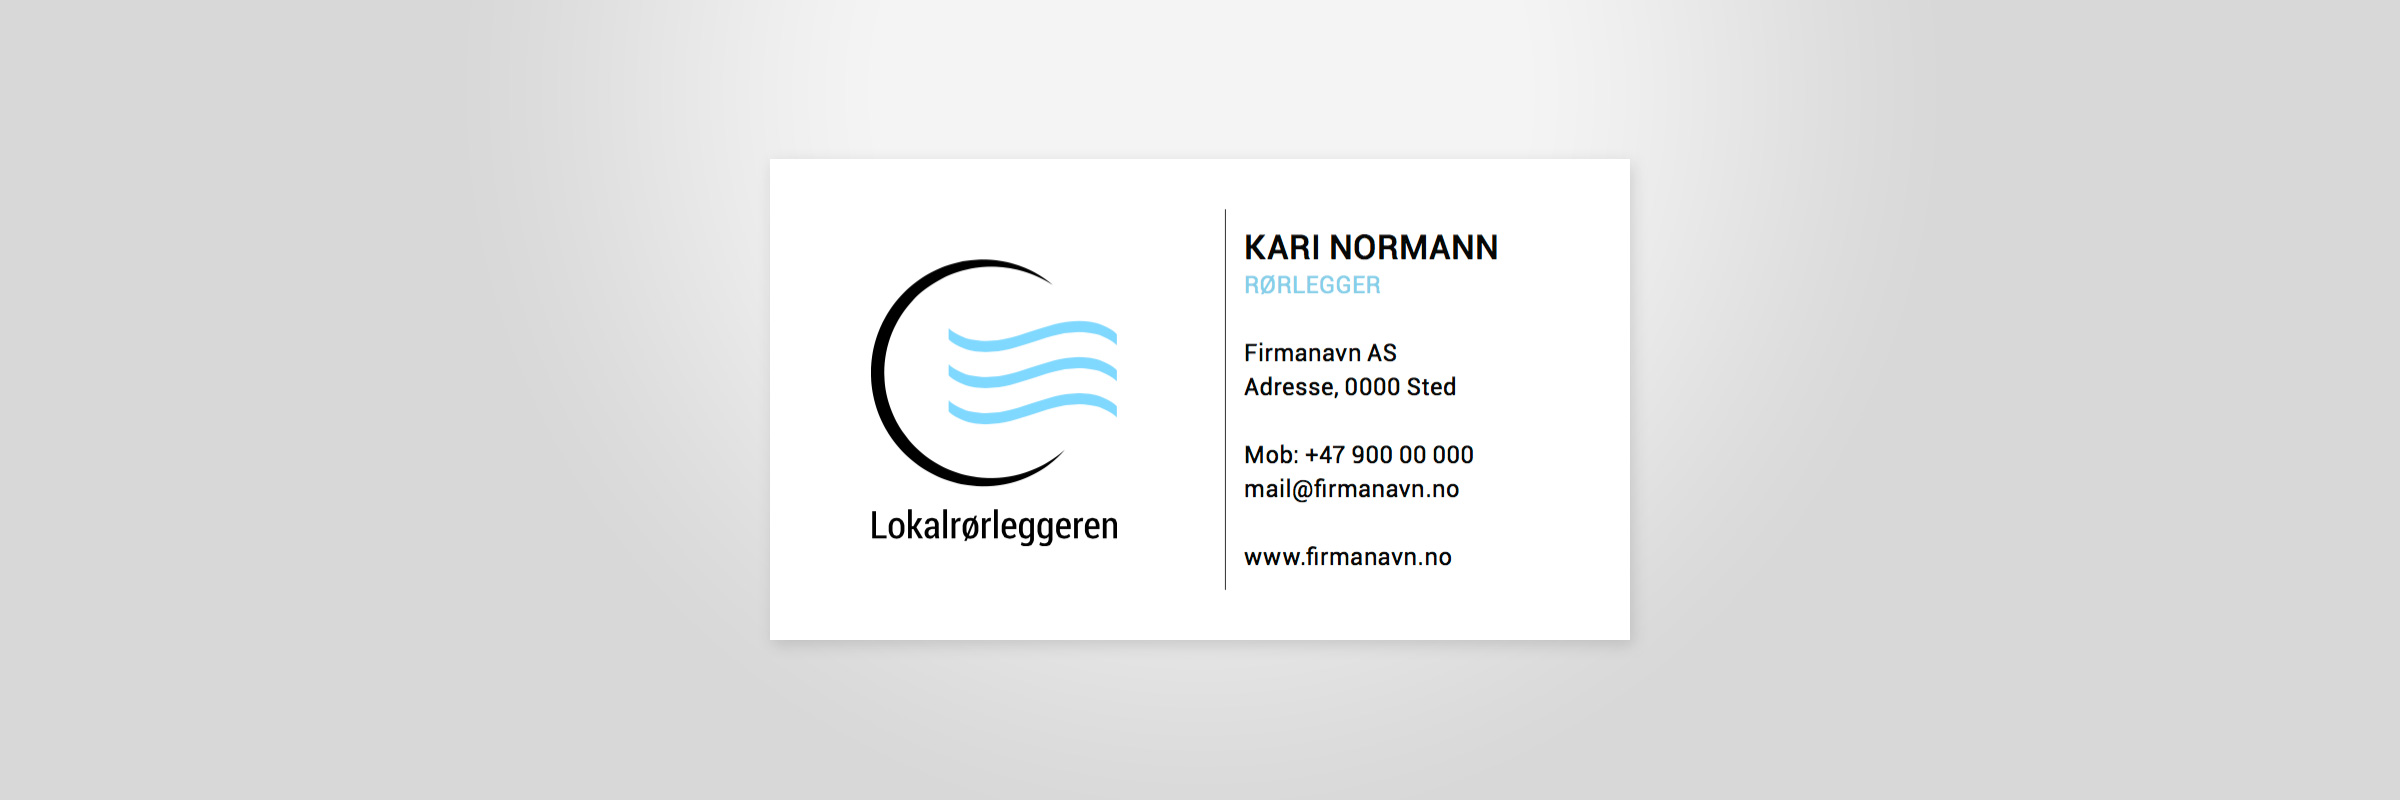 Lokalrørleggeren
KARI NORMANN
RØRLEGGER
Firmanavn AS
Adresse, 0000 Sted
Mob: +47 900 00 000
mail@firmanavn.no
www.firmanavn.no